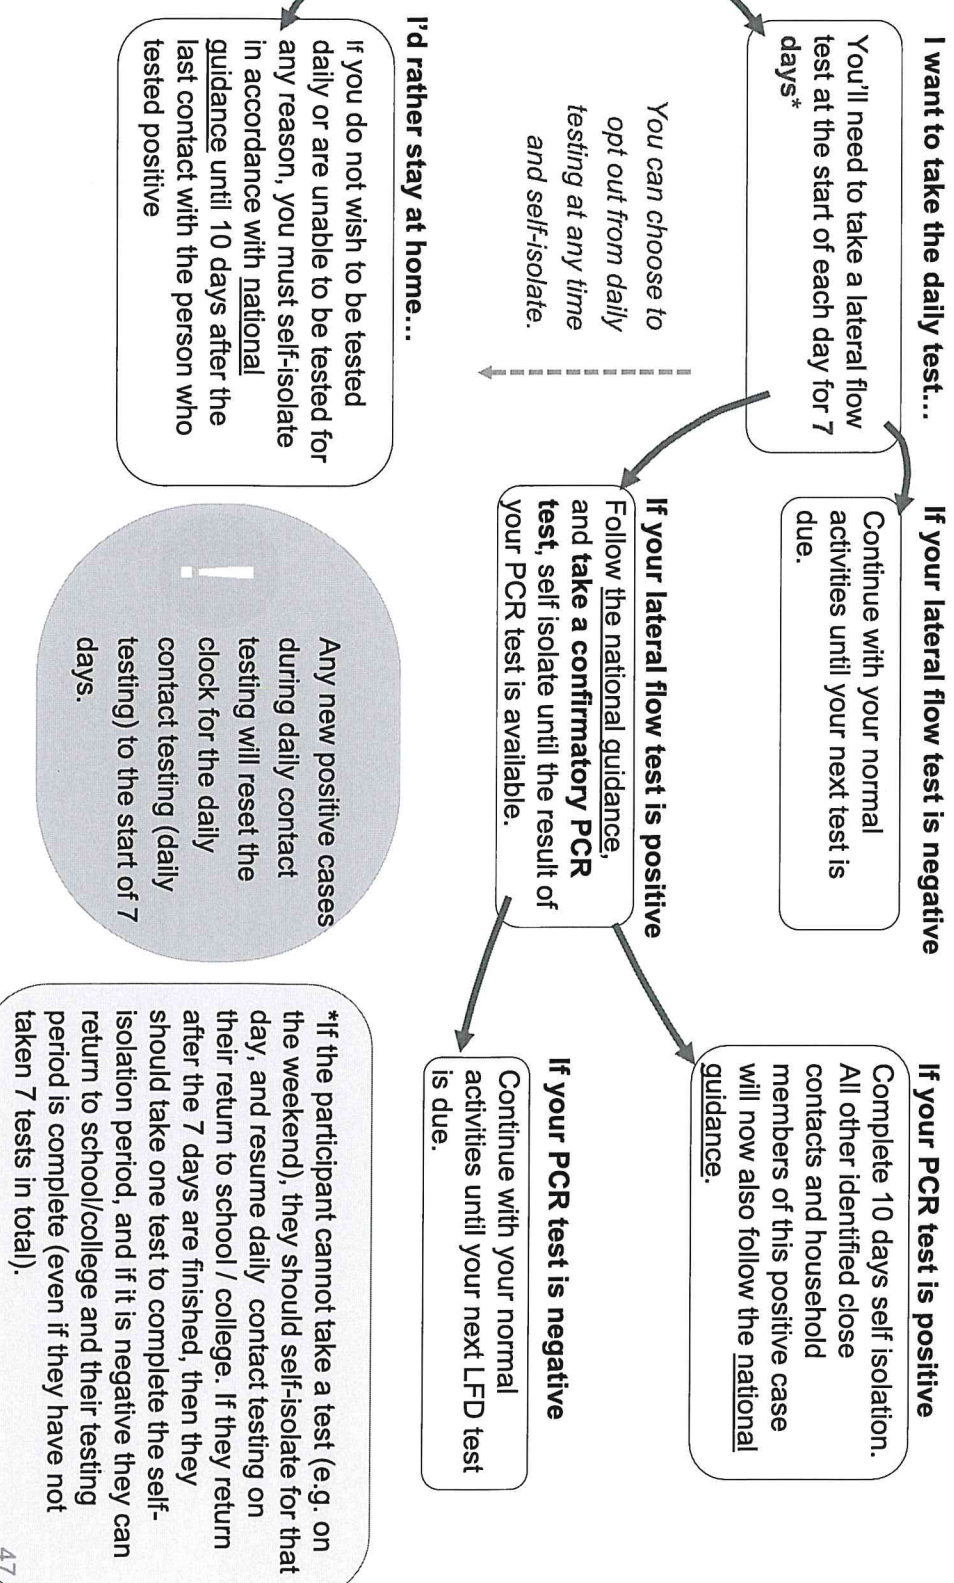 I want to take the daily test...
You'll need to take a lateral flow
test at the start of each day for 7
days*
If your lateral flow test is negative
Continue with your normal
activities until your next test is
due.
You can choose to
opt out from daily
testing at any time
and self-isolate.
If your lateral flow test is positive
Follow the national guidance,
and take a confirmatory PCR
test, self isolate until the result of
your PCR test is available.
If your PCR test is positive
Complete 10 days self isolation.
All other identified close
contacts and household
members of this positive case
will now also follow the national
guidance.
If your PCR test is negative
Continue with your normal
activities until your next LFD test
is due.
I'd rather stay at home...
If you do not wish to be tested
daily or are unable to be tested for
any reason, you must self-isolate
in accordance with national
guidance until 10 days after the
last contact with the person who
tested positive
!
Any new positive cases
during daily contact
testing will reset the
clock for the daily
contact testing (daily
testing) to the start of 7
days.
*If the participant cannot take a test (e.g. on
the weekend), they should self-isolate for that
day, and resume daily contact testing on
their return to school / college. If they return
after the 7 days are finished, then they
should take one test to complete the self-
isolation period, and if it is negative they can
return to school/college and their testing
period is complete (even if they have not
taken 7 tests in total).
47